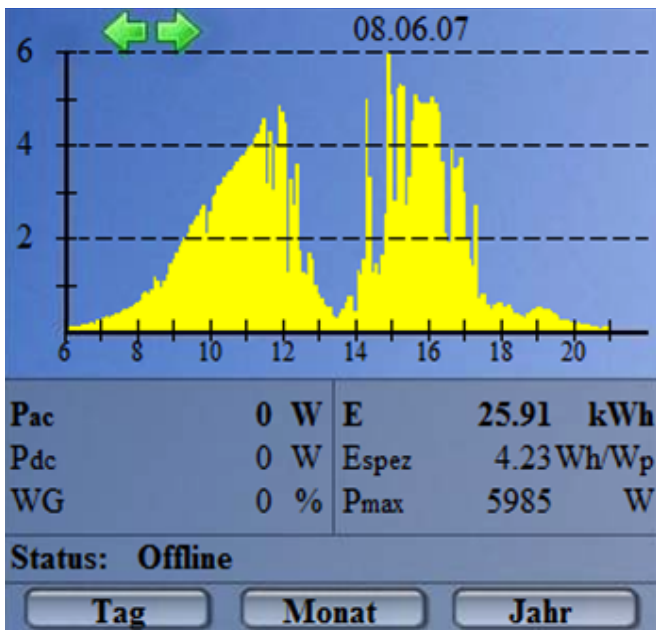 08.06.07
6
4
2
6 8 10 12 14 16 18 20
Pac 0 W E 25.91 kWh
Pdc 0 W Espez 4.23 Wh/Wp
WG 0 % Pmax 5985 W
Status: Offline
Tag Monat Jahr